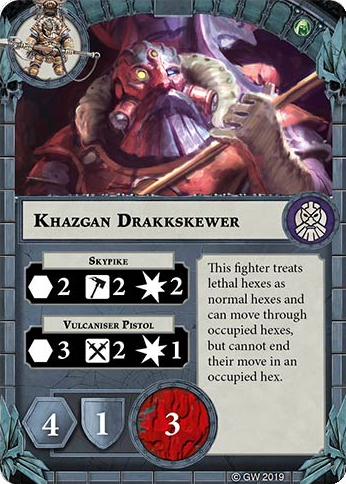 Khazgan Drakkskewer
Skypike
2 2 2
Vulcaniser Pistol
3 2 1
This fighter treats
lethal hexes as
normal hexes and
can move through
occupied hexes,
but cannot end
their move in an
occupied hex.
4 1 3
© GW 2019